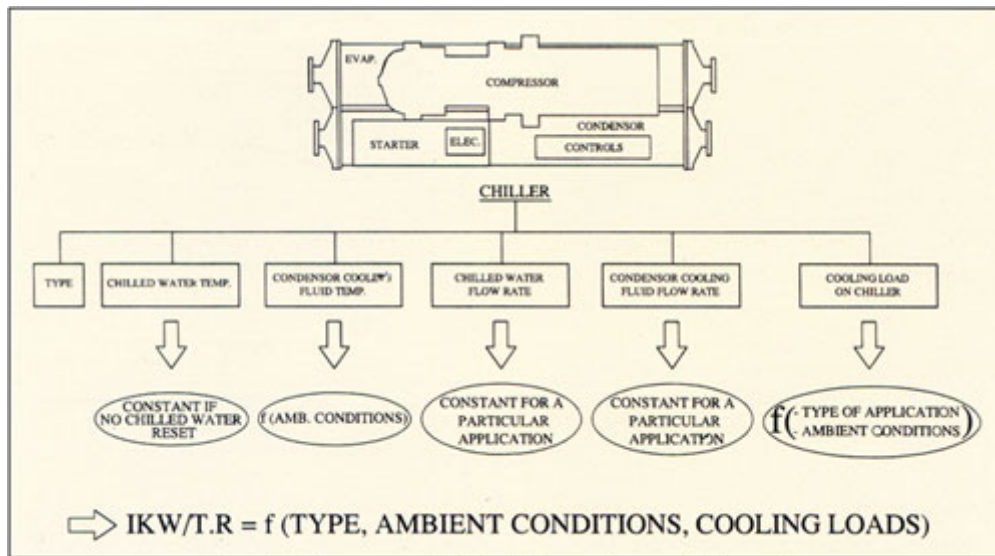 EVAP.
COMPRESSOR
CONDENSOR
STARTER
ELEC.
CONTROLS
CHILLER
TYPE
CHILLED WATER TEMP.
CONDENSOR
FLUID TEMP.
CHILLED WATER
FLOW RATE
CONDENSOR COOLING
FLUID FLOW RATE
COOLING LOAD
ON CHILLER
CONSTANT IF
NO CHILLED WATER
RESET
f (AMB. CONDITIONS)
CONSTANT FOR A
PARTICULAR
APPLICATION
CONSTANT FOR A
PARTICULAR
APPLICATION
f ( - TYPE OF APPLICATION
- AMBIENT CONDITIONS )
IKW/T.R = f (TYPE, AMBIENT CONDITIONS, COOLING LOADS)